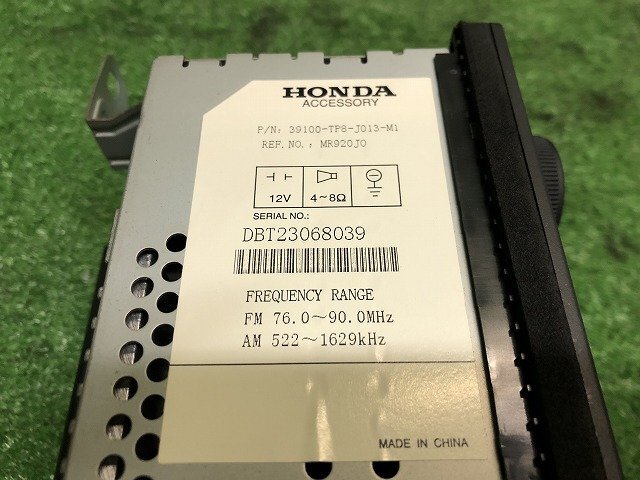 HONDA
ACCESSORY
P/N: 39100-TP8-J013-M1
REF.NO.: MR920J0
12V 4~8Ω
SERIAL NO.:
DBT23068039
FREQUENCY RANGE
FM 76.0~90.0MHz
AM 522~1629kHz
MADE IN CHINA